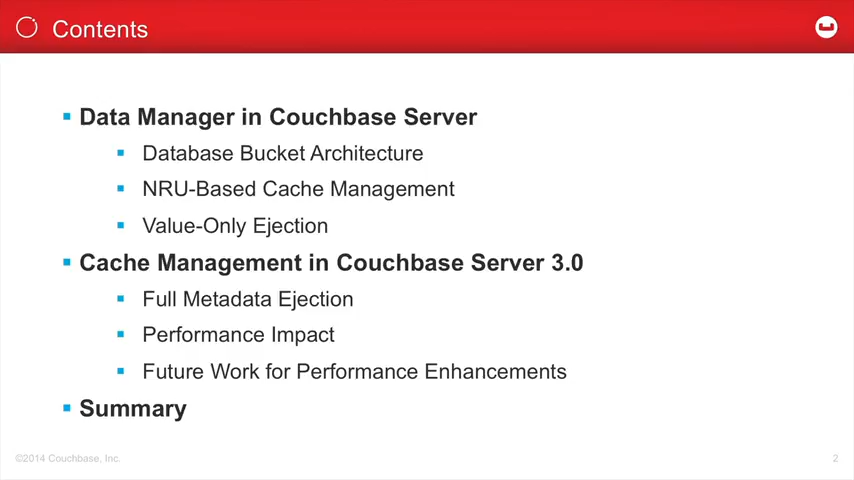 Contents
Data Manager in Couchbase Server
Database Bucket Architecture
NRU-Based Cache Management
Value-Only Ejection
Cache Management in Couchbase Server 3.0
Full Metadata Ejection
Performance Impact
Future Work for Performance Enhancements
Summary
©2014 Couchbase, Inc.
2